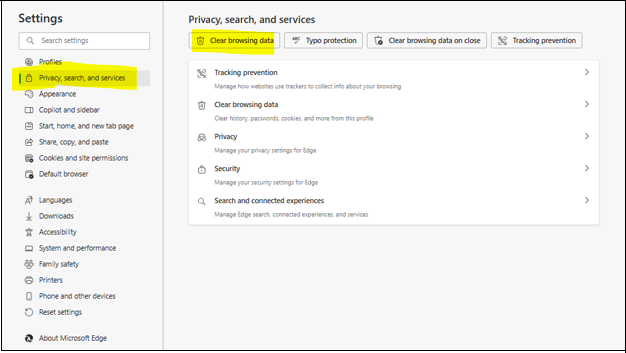 Settings
Search settings
Profiles
Privacy, search, and services
Appearance
Copilot and sidebar
Start, home, and new tab page
Share, copy, and paste
Cookies and site permissions
Default browser
Languages
Downloads
Accessibility
System and performance
Family safety
Printers
Phone and other devices
Reset settings
About Microsoft Edge
Privacy, search, and services
Clear browsing data
ABC Typo protection
Clear browsing data on close
Tracking prevention
Tracking prevention
Manage how websites use trackers to collect info about your browsing
Clear browsing data
Clear history, passwords, cookies, and more from this profile
Privacy
Manage your privacy settings for Edge
Security
Manage your security settings for Edge
Search and connected experiences
Manage Edge search, connected experiences, and services